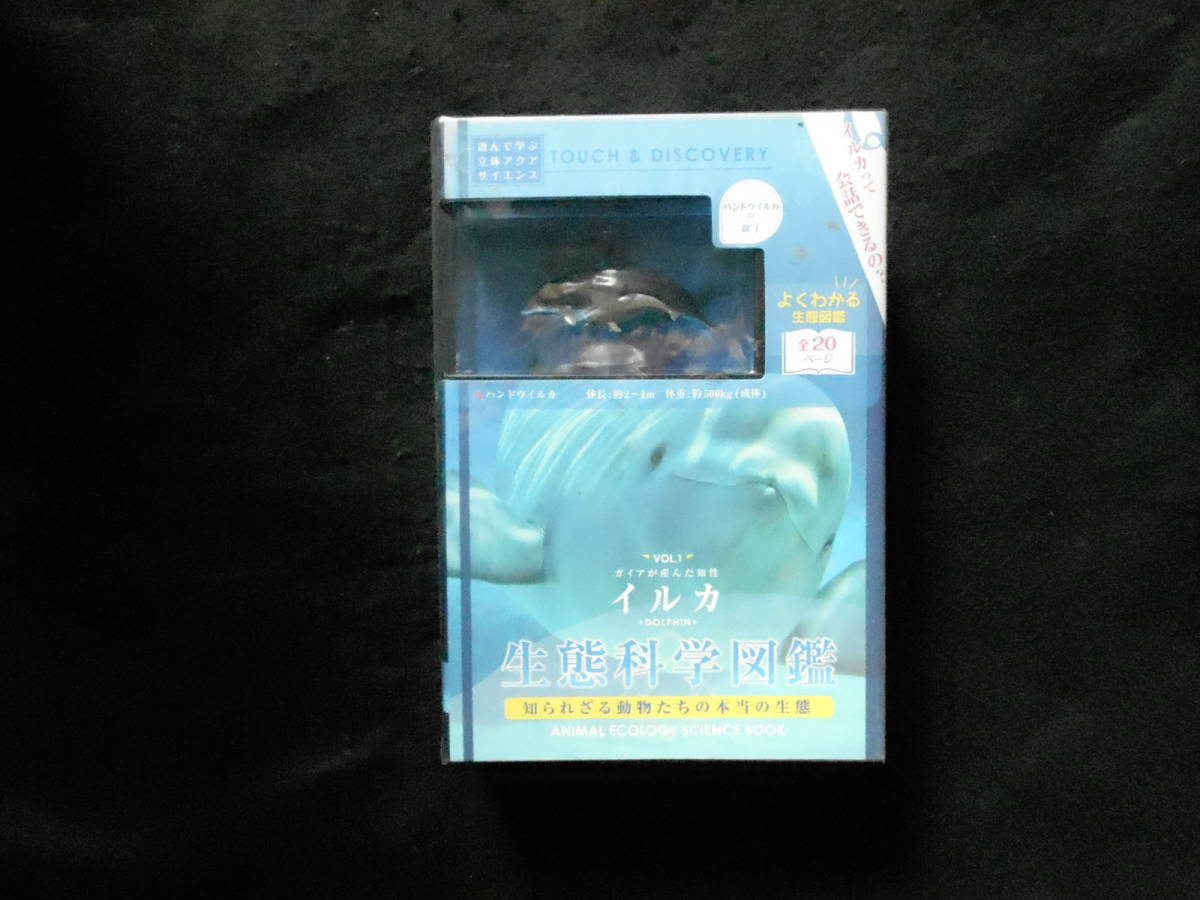 遊んで学ぶ
立体アクア
サイエンス
TOUCH & DISCOVERY
イルカって
会話できるの?
ハンドウイルカ
の
親子
よくわかる
生態図鑑
全20
ページ
ハンドウイルカ 体長:約2~4m 体重:約500kg(成体)
VOL.1
ガイアが産んだ知性
イルカ
DOLPHIN
生態科学図鑑
知られざる動物たちの本当の生態
ANIMAL ECOLOGY SCIENCE BOOK